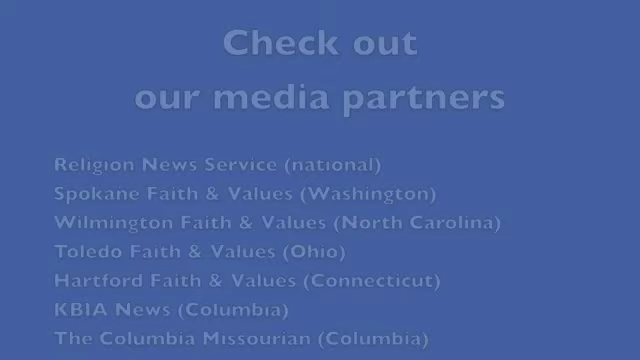 Check out
our media partners
Religion News Service (national)
Spokane Faith & Values (Washington)
Wilmington Faith & Values (North Carolina)
Toledo Faith & Values (Ohio)
Hartford Faith & Values (Connecticut)
KBIA News (Columbia)
The Columbia Missourian (Columbia)